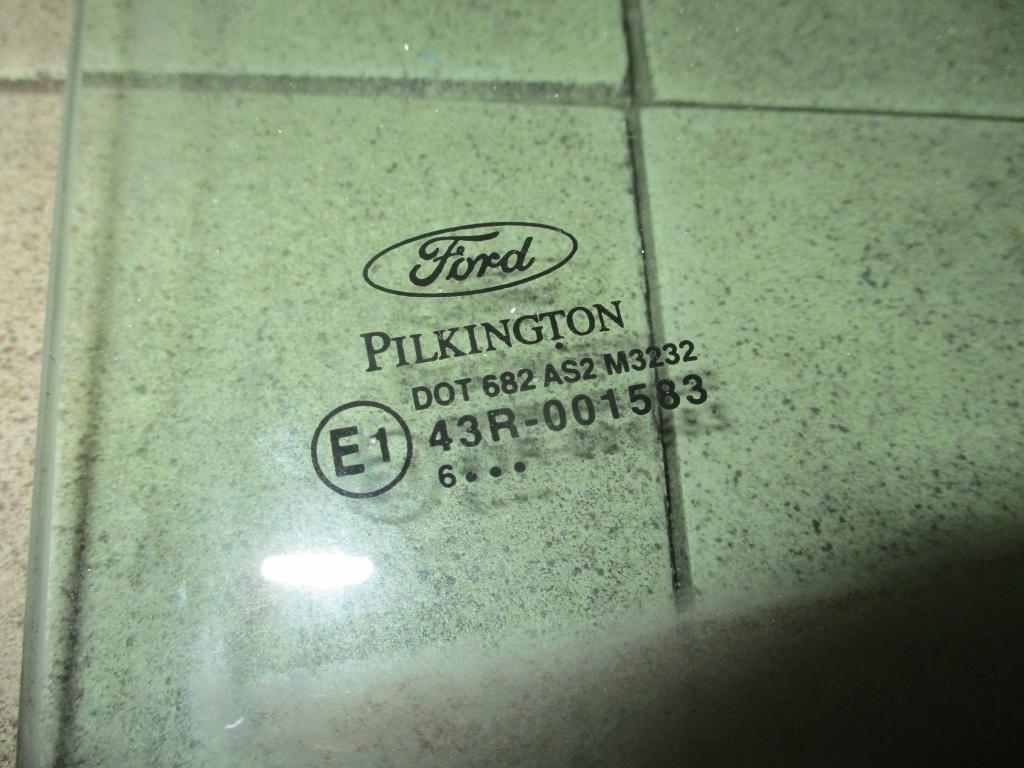 Ford
PILKINGTON
DOT 682 AS2 M3232
E1 43R-001583
6•••